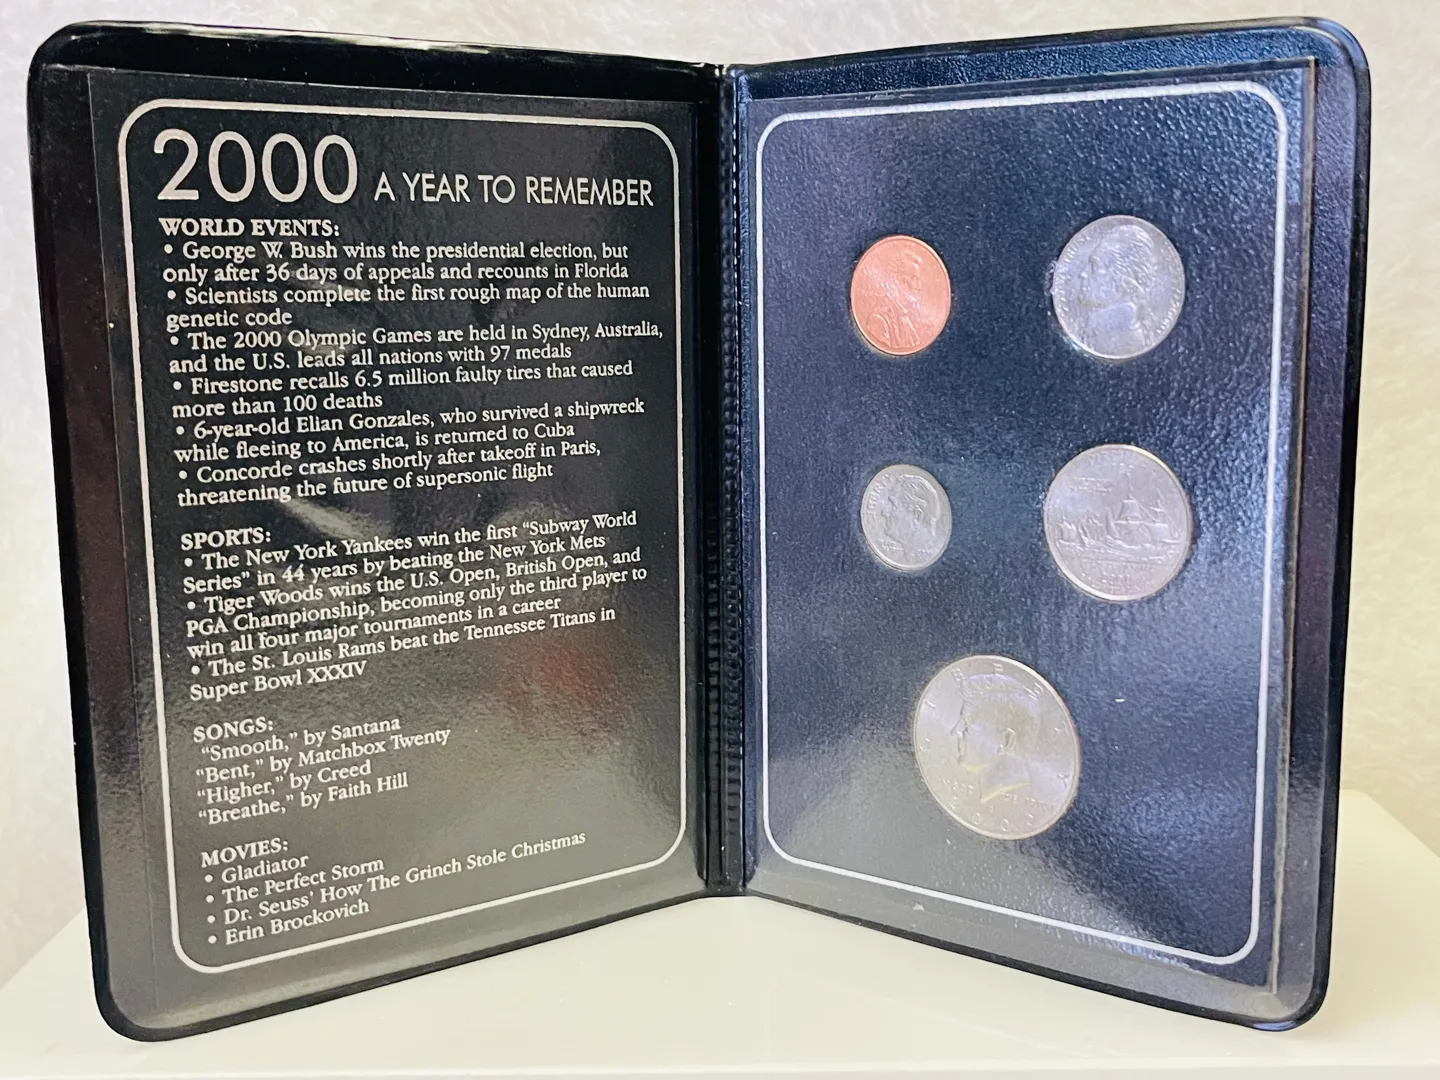 2000 A YEAR TO REMEMBER
WORLD EVENTS:
• George W. Bush wins the presidential election, but
only after 36 days of appeals and recounts in Florida
• Scientists complete the first rough map of the human
genetic code
• The 2000 Olympic Games are held in Sydney, Australia,
and the U.S. leads all nations with 97 medals
• Firestone recalls 6.5 million faulty tires that caused
more than 100 deaths
• 6-year-old Elian Gonzales, who survived a shipwreck
while fleeing to America, is returned to Cuba
• Concorde crashes shortly after takeoff in Paris,
threatening the future of supersonic flight
SPORTS:
• The New York Yankees win the first “Subway World
Series” in 44 years by beating the New York Mets
• Tiger Woods wins the U.S. Open, British Open, and
PGA Championship, becoming only the third player to
win all four major tournaments in a career
• The St. Louis Rams beat the Tennessee Titans in
Super Bowl XXXIV
SONGS:
“Smooth,” by Santana
“Bent,” by Matchbox Twenty
“Higher,” by Creed
“Breathe,” by Faith Hill
MOVIES:
• Gladiator
• The Perfect Storm
• Dr. Seuss’ How The Grinch Stole Christmas
• Erin Brockovich